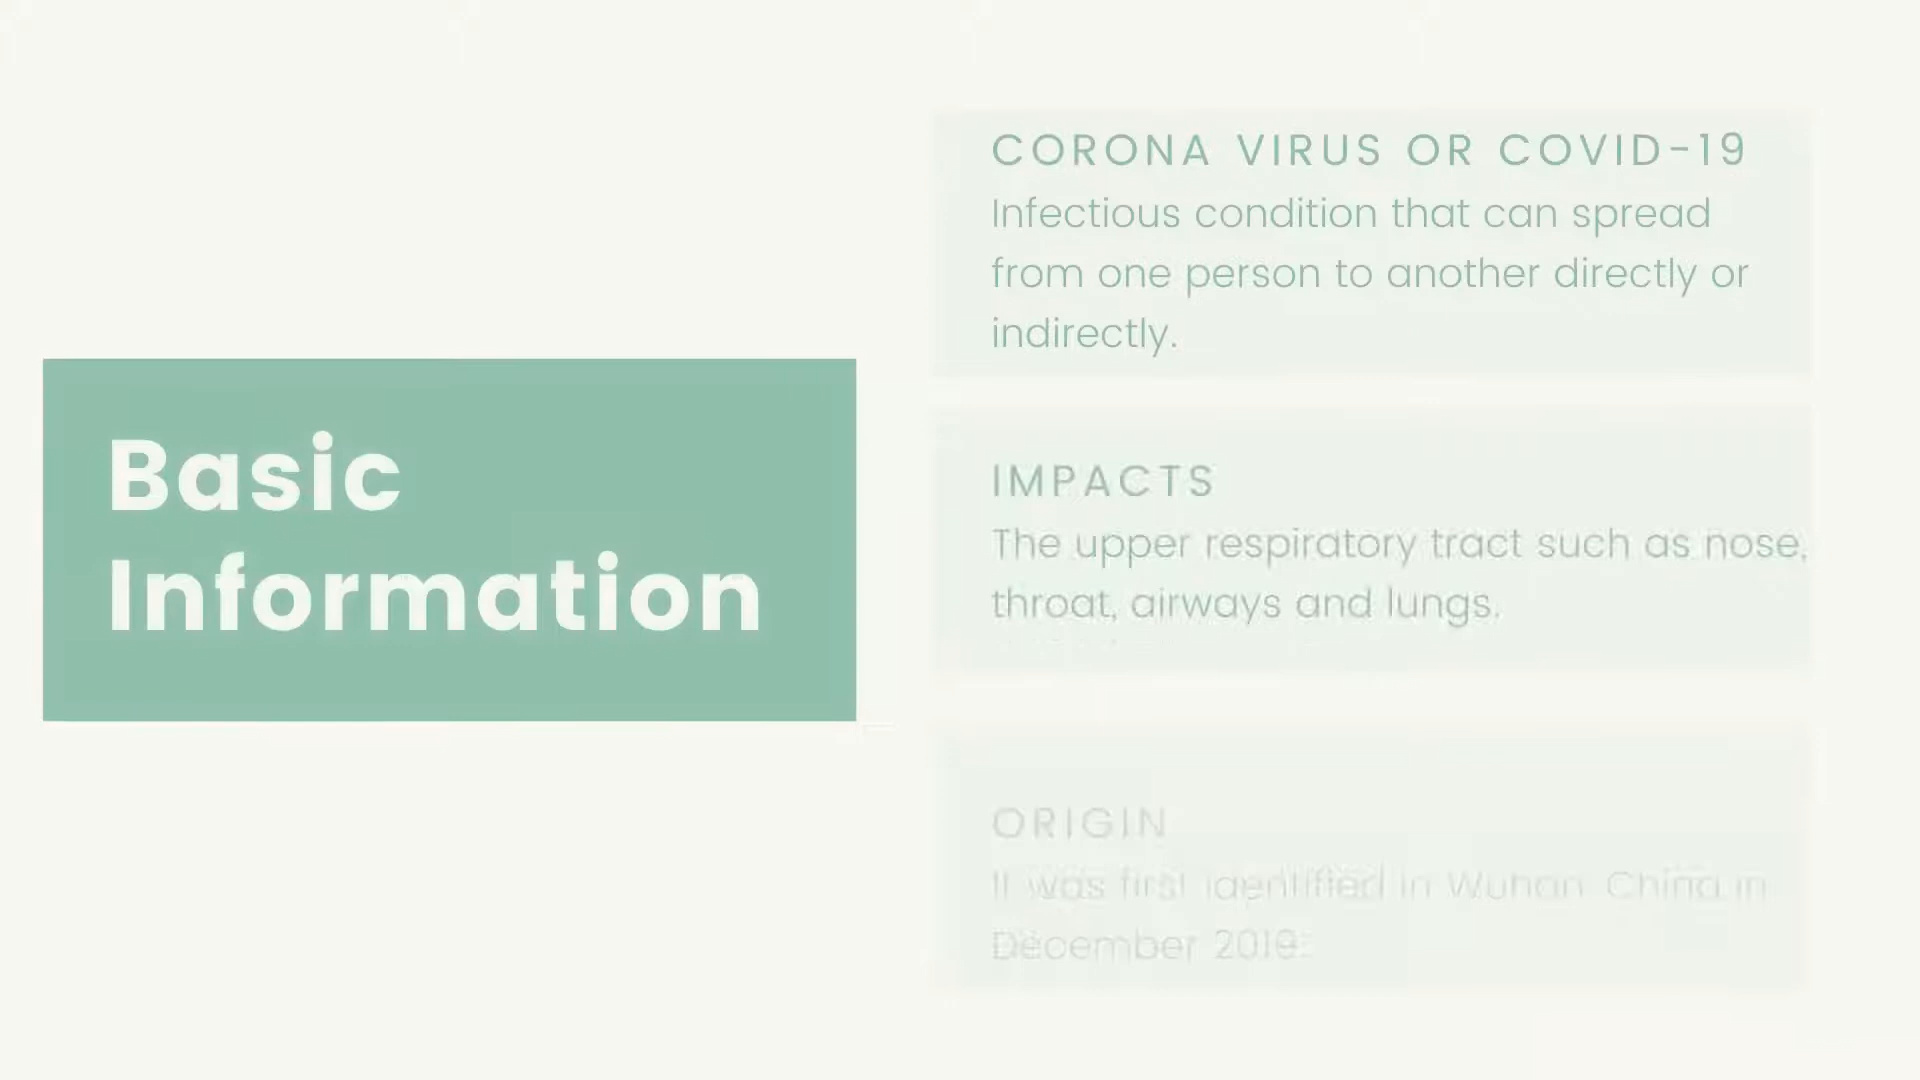 Basic
Information
CORONA VIRUS OR COVID-19
Infectious condition that can spread
from one person to another directly or
indirectly.
IMPACTS
The upper respiratory tract such as nose,
throat, airways and lungs.
ORIGIN
It was first identified in Wuhan China in
December 2019.